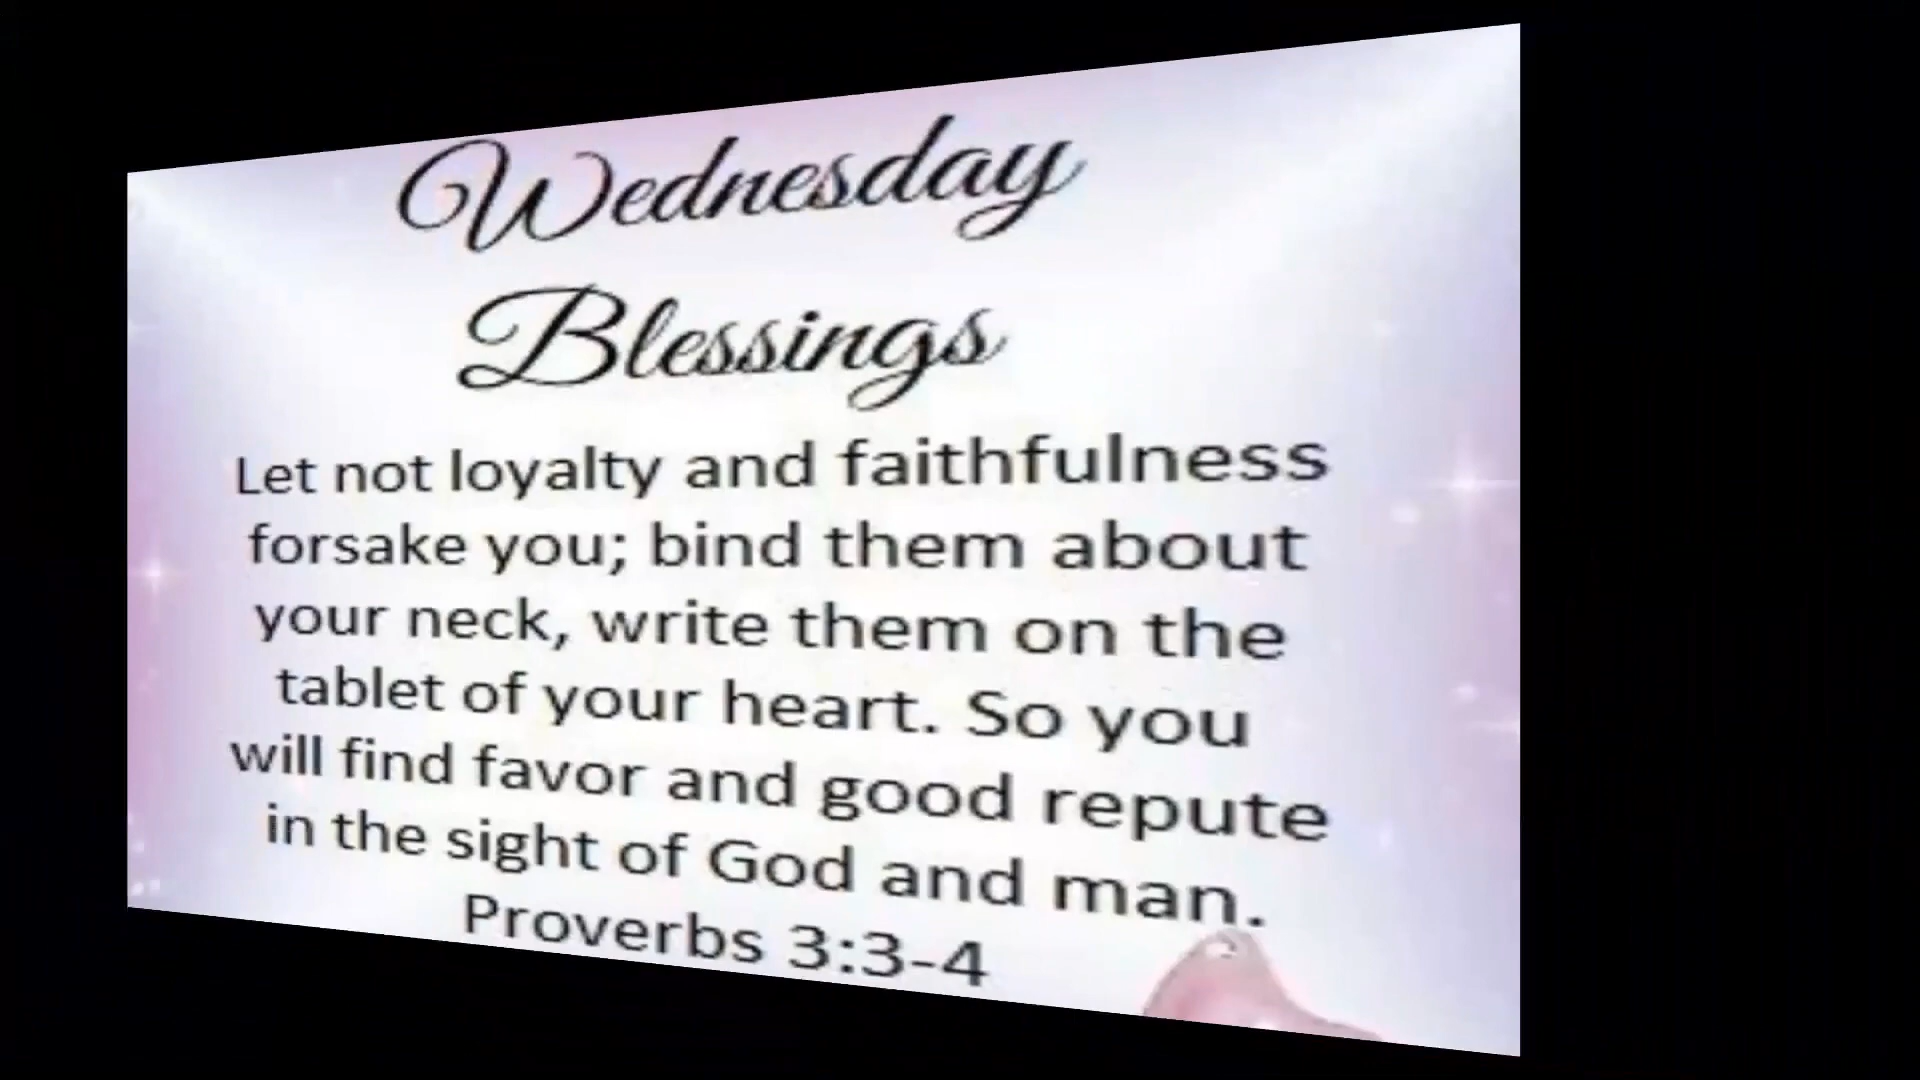 Wednesday
Blessings
Let not loyalty and faithfulness
forsake you; bind them about
your neck, write them on the
tablet of your heart. So you
will find favor and good repute
in the sight of God and man.
Proverbs 3:3-4